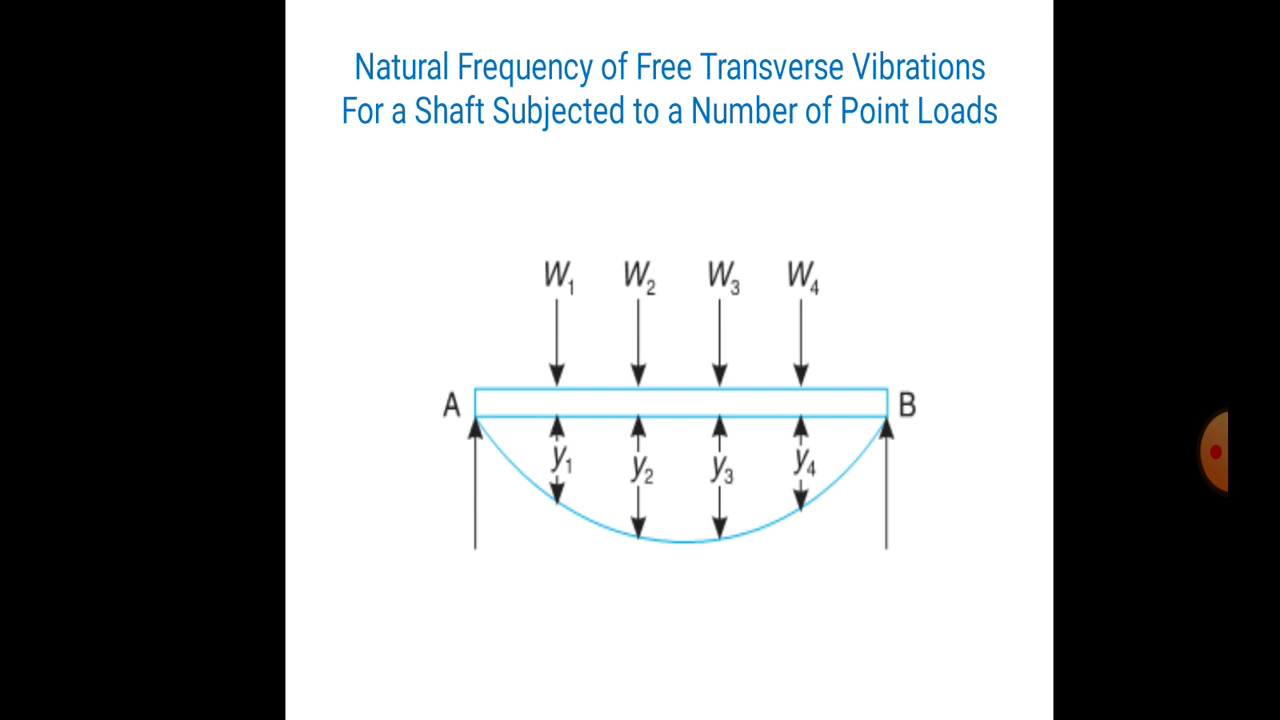 Natural Frequency of Free Transverse Vibrations
For a Shaft Subjected to a Number of Point Loads
W₁ W₂ W₃ W₄
A B
y₁ y₂ y₃ y₄